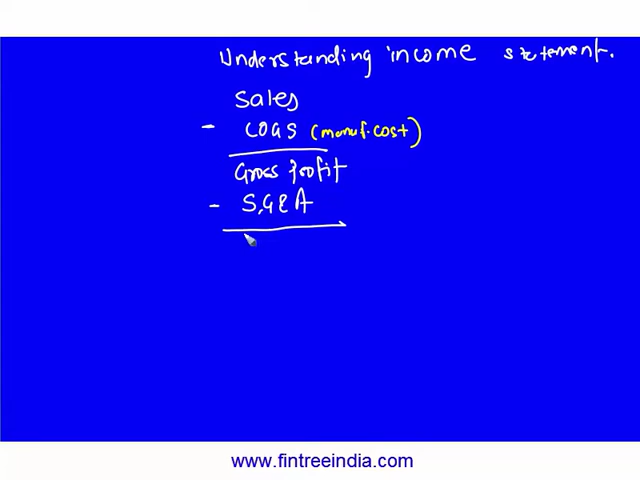 Understanding income statement.
Sales
- COGS (manuf. cost)
Gross profit
- S,G & A
www.fintreeindia.com